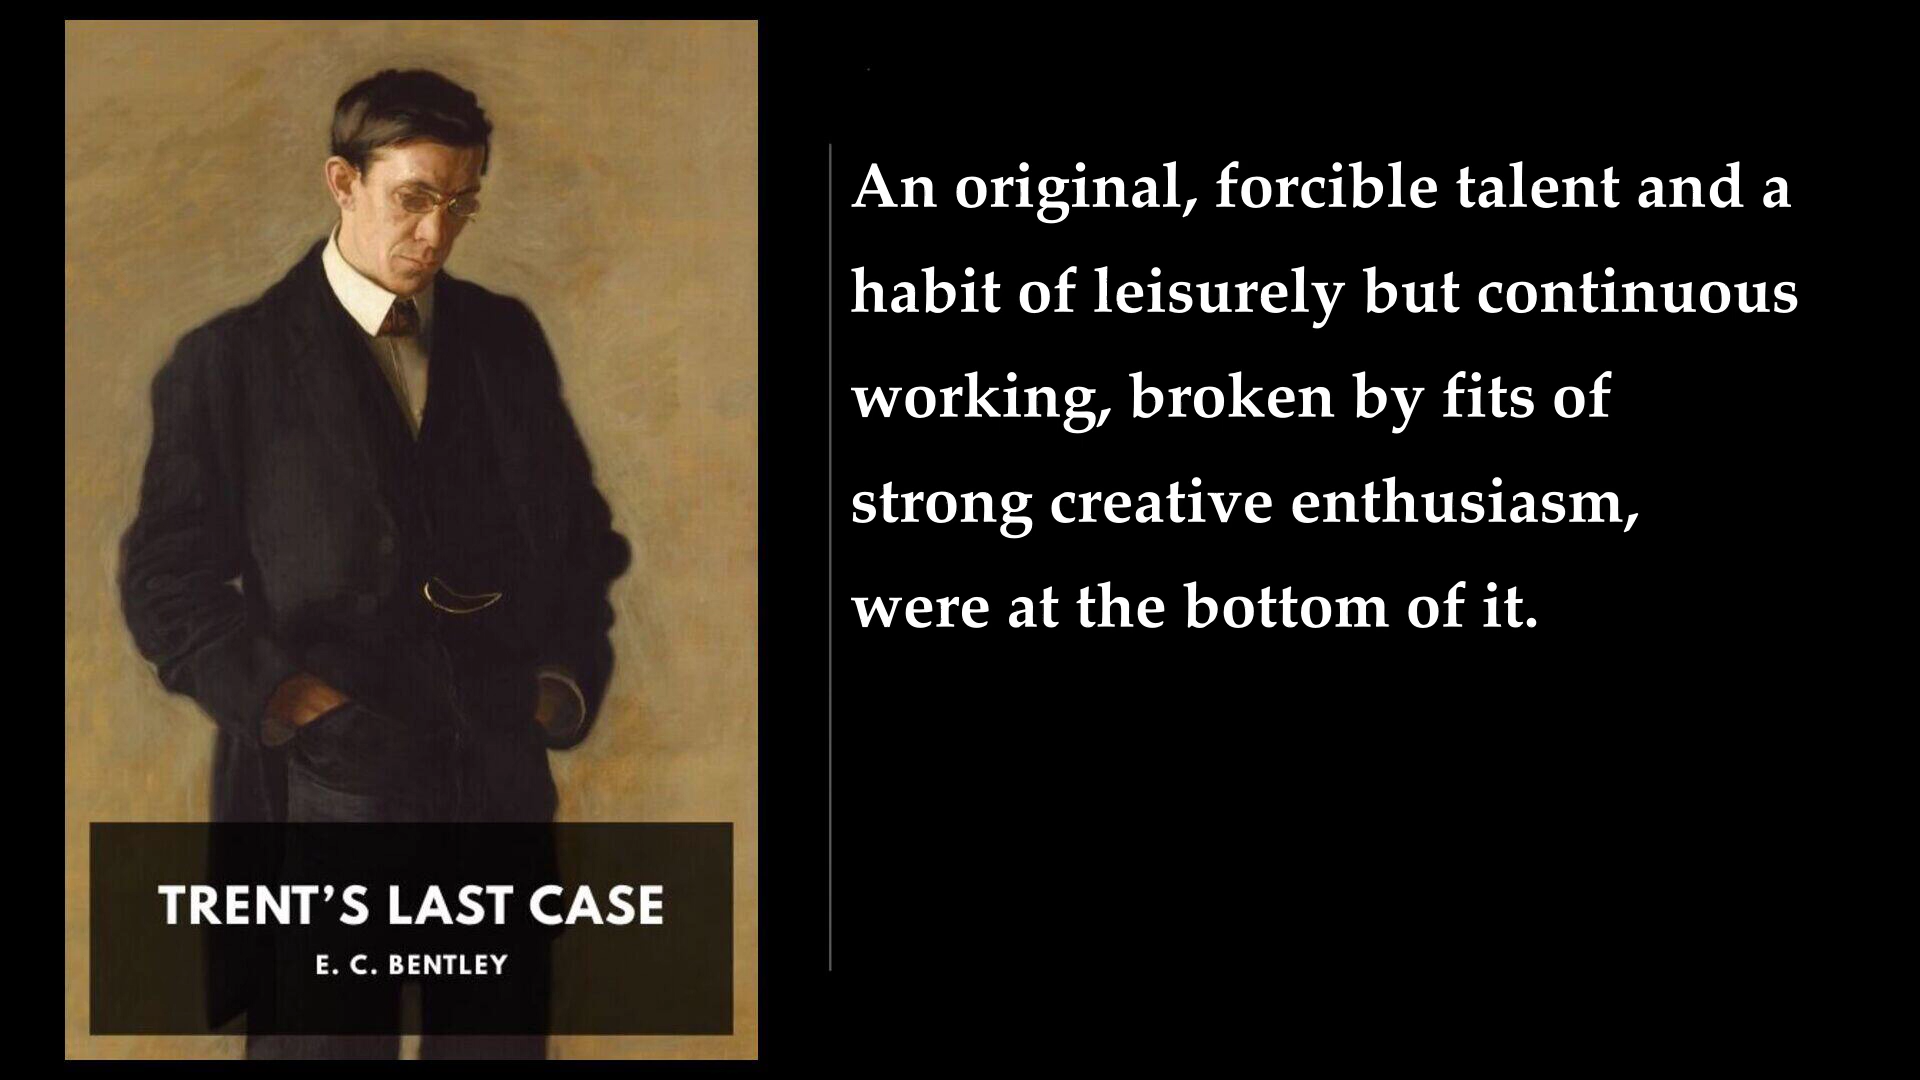 An original, forcible talent and a
habit of leisurely but continuous
working, broken by fits of
strong creative enthusiasm,
were at the bottom of it.
TRENT’S LAST CASE
E. C. BENTLEY